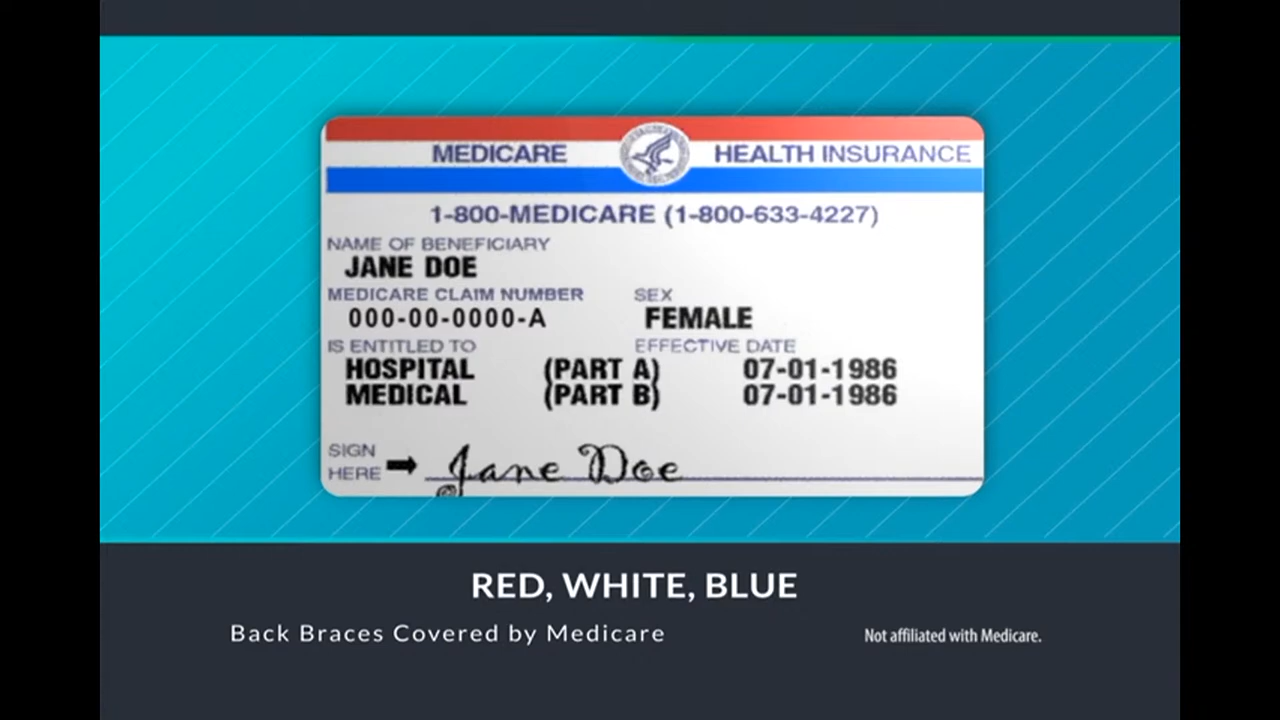 MEDICARE HEALTH INSURANCE
1-800-MEDICARE (1-800-633-4227)
NAME OF BENEFICIARY
JANE DOE
MEDICARE CLAIM NUMBER SEX
000-00-0000-A FEMALE
IS ENTITLED TO EFFECTIVE DATE
HOSPITAL (PART A) 07-01-1986
MEDICAL (PART B) 07-01-1986
SIGN
HERE Jane Doe
RED, WHITE, BLUE
Back Braces Covered by Medicare Not affiliated with Medicare.